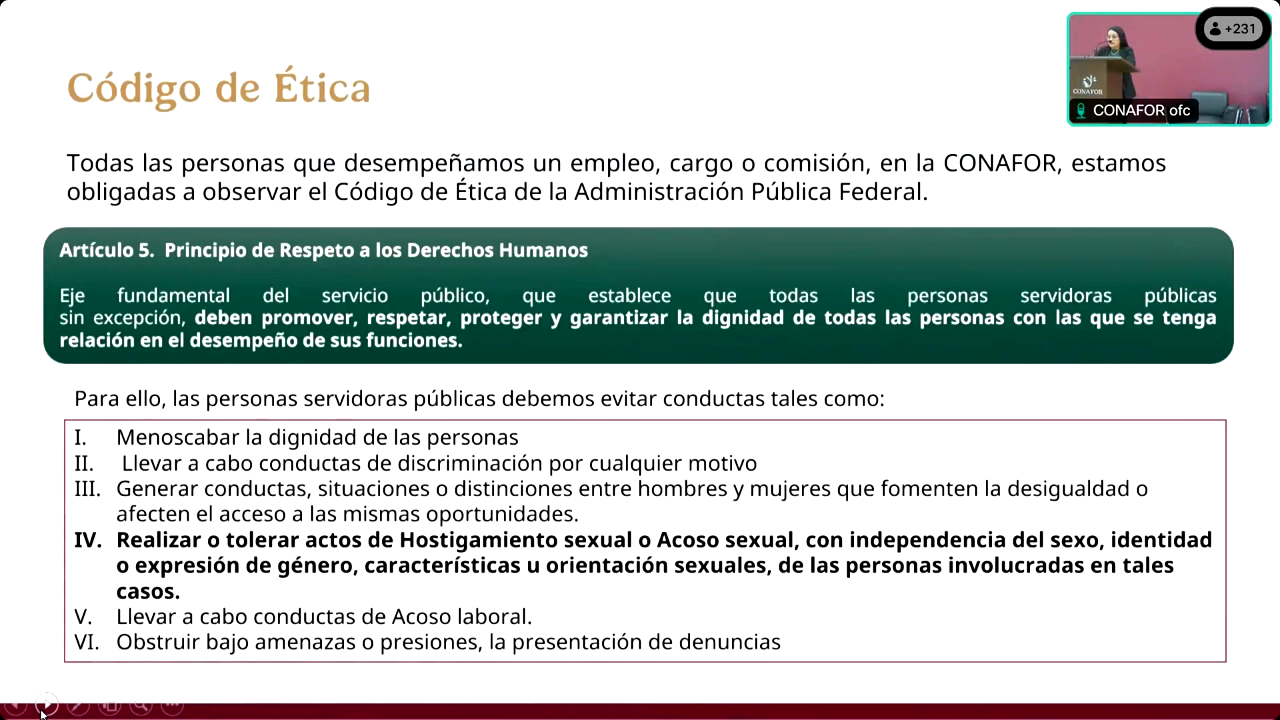 +231
CONAFOR
CONAFOR ofc
Código de Ética
Todas las personas que desempeñamos un empleo, cargo o comisión, en la CONAFOR, estamos
obligadas a observar el Código de Ética de la Administración Pública Federal.
Artículo 5. Principio de Respeto a los Derechos Humanos
Eje fundamental del servicio público, que establece que todas las personas servidoras públicas
sin excepción, deben promover, respetar, proteger y garantizar la dignidad de todas las personas con las que se tenga
relación en el desempeño de sus funciones.
Para ello, las personas servidoras públicas debemos evitar conductas tales como:
I. Menoscabar la dignidad de las personas
II. Llevar a cabo conductas de discriminación por cualquier motivo
III. Generar conductas, situaciones o distinciones entre hombres y mujeres que fomenten la desigualdad o
afecten el acceso a las mismas oportunidades.
IV. Realizar o tolerar actos de Hostigamiento sexual o Acoso sexual, con independencia del sexo, identidad
o expresión de género, características u orientación sexuales, de las personas involucradas en tales
casos.
V. Llevar a cabo conductas de Acoso laboral.
VI. Obstruir bajo amenazas o presiones, la presentación de denuncias